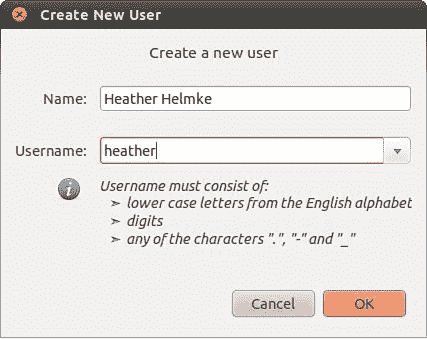 Create New User
Create a new user
Name: Heather Helmke
Username: heather
Username must consist of:
➣ lower case letters from the English alphabet
➣ digits
➣ any of the characters ".", "-" and "_"
Cancel OK